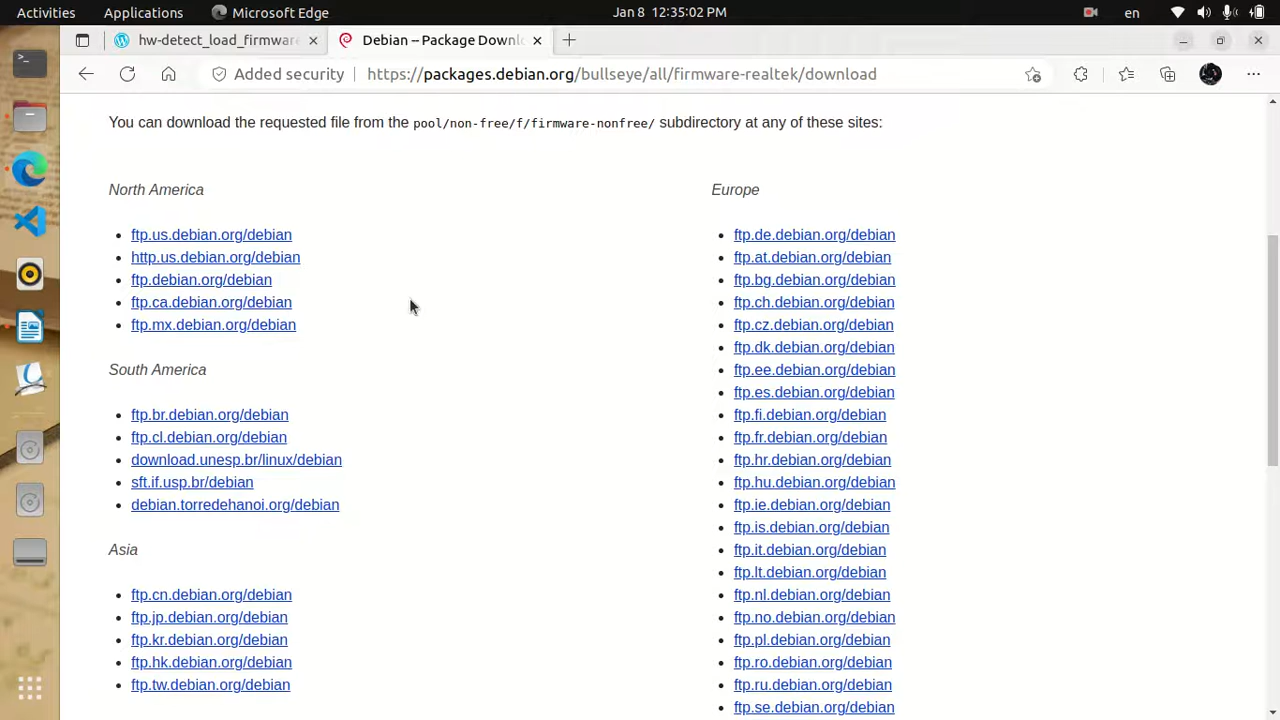 Activities Applications Microsoft Edge Jan 8 12:35:02 PM en
hw-detect_load_firmware Debian -- Package Downl
Added security https://packages.debian.org/bullseye/all/firmware-realtek/download
You can download the requested file from the pool/non-free/f/firmware-nonfree/ subdirectory at any of these sites:
North America
ftp.us.debian.org/debian
http.us.debian.org/debian
ftp.debian.org/debian
ftp.ca.debian.org/debian
ftp.mx.debian.org/debian
South America
ftp.br.debian.org/debian
ftp.cl.debian.org/debian
download.unesp.br/linux/debian
sft.if.usp.br/debian
debian.torredehanoi.org/debian
Asia
ftp.cn.debian.org/debian
ftp.jp.debian.org/debian
ftp.kr.debian.org/debian
ftp.hk.debian.org/debian
ftp.tw.debian.org/debian
Europe
ftp.de.debian.org/debian
ftp.at.debian.org/debian
ftp.bg.debian.org/debian
ftp.ch.debian.org/debian
ftp.cz.debian.org/debian
ftp.dk.debian.org/debian
ftp.ee.debian.org/debian
ftp.es.debian.org/debian
ftp.fi.debian.org/debian
ftp.fr.debian.org/debian
ftp.hr.debian.org/debian
ftp.hu.debian.org/debian
ftp.ie.debian.org/debian
ftp.is.debian.org/debian
ftp.it.debian.org/debian
ftp.lt.debian.org/debian
ftp.nl.debian.org/debian
ftp.no.debian.org/debian
ftp.pl.debian.org/debian
ftp.ro.debian.org/debian
ftp.ru.debian.org/debian
ftp.se.debian.org/debian